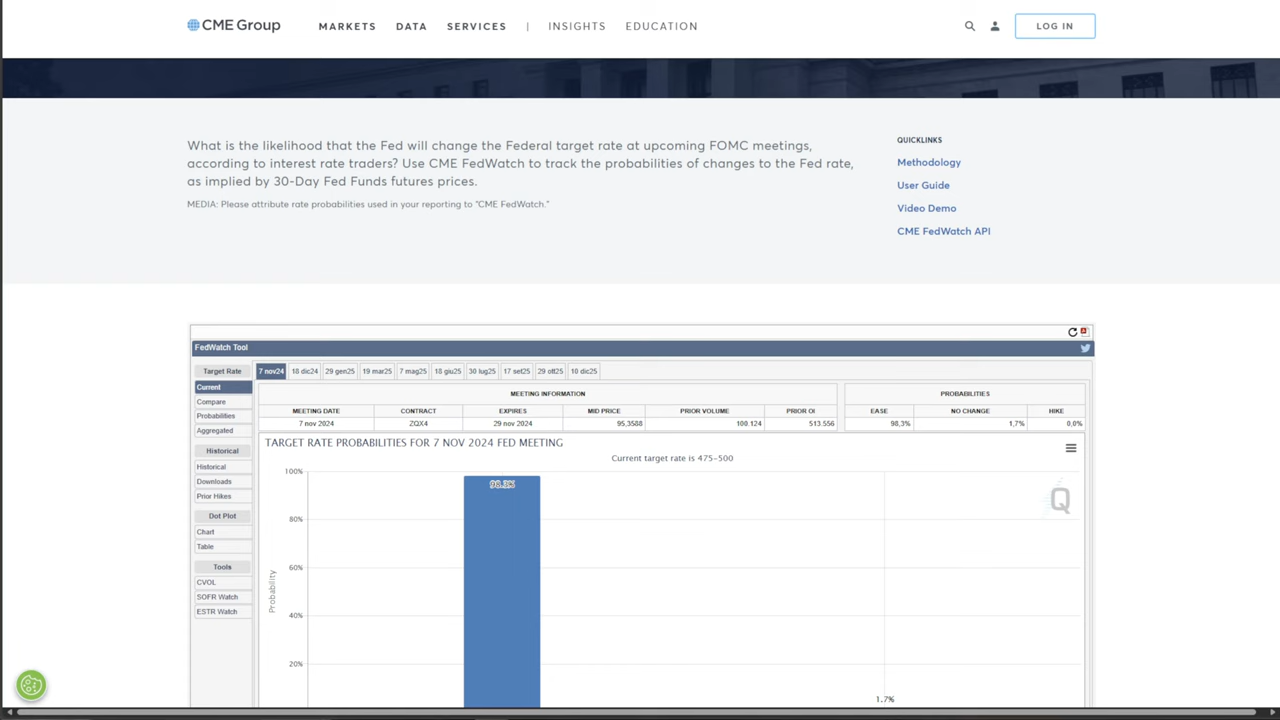 CME Group
MARKETS DATA SERVICES | INSIGHTS EDUCATION
LOG IN
What is the likelihood that the Fed will change the Federal target rate at upcoming FOMC meetings,
according to interest rate traders? Use CME FedWatch to track the probabilities of changes to the Fed rate,
as implied by 30-Day Fed Funds futures prices.
MEDIA: Please attribute rate probabilities used in your reporting to "CME FedWatch."
QUICKLINKS
Methodology
User Guide
Video Demo
CME FedWatch API
FedWatch Tool
Target Rate
Current
Compare
Probabilities
Aggregated
Historical
Historical
Downloads
Prior Hikes
Dot Plot
Chart
Table
Tools
CVOL
SOFR Watch
ESTR Watch
7 nov24 18 dic24 29 gen25 19 mar25 7 mag25 18 giu25 30 lug25 17 set25 29 ott25 10 dic25
MEETING INFORMATION
MEETING DATE CONTRACT EXPIRES MID PRICE PRIOR VOLUME PRIOR OI
7 nov 2024 ZQX4 29 nov 2024 95,3588 100.124 513.556
PROBABILITIES
EASE NO CHANGE HIKE
98,3% 1,7% 0,0%
TARGET RATE PROBABILITIES FOR 7 NOV 2024 FED MEETING
Current target rate is 475-500
Q
Probability
100%
80%
60%
40%
20%
98.3%
1.7%